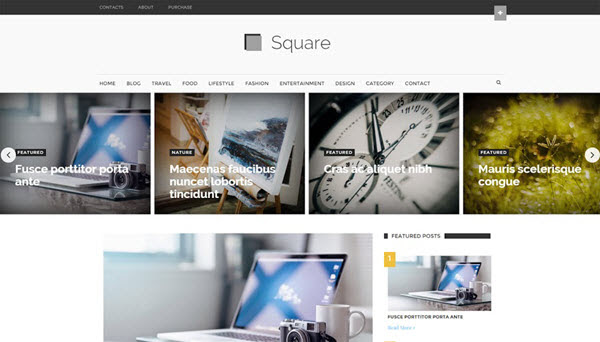 CONTACTS ABOUT PURCHASE
+
Square
HOME BLOG TRAVEL FOOD LIFESTYLE FASHION ENTERTAINMENT DESIGN CATEGORY CONTACT
FEATURED
Fusce porttitor porta
ante
NATURE
Maecenas faucibus
nuncet lobortis
tincidunt
FEATURED
Cras ac aliquet nibh
FEATURED
Mauris scelerisque
congue
FEATURED POSTS
1
FUSCE PORTTITOR PORTA ANTE
Read More »